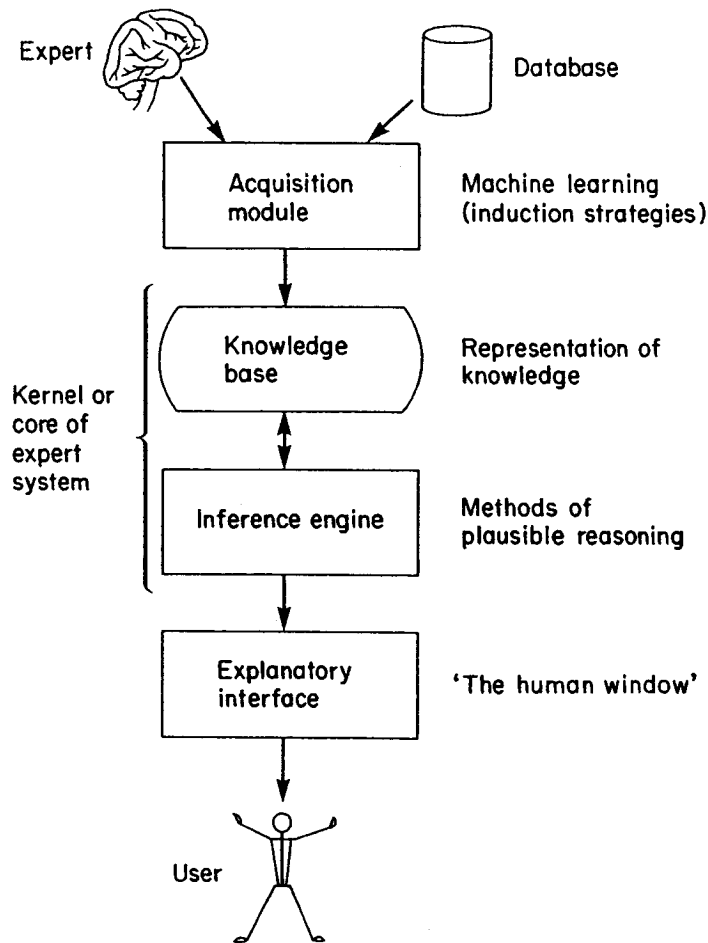 Expert
Database
Acquisition
module
Machine learning
(induction strategies)
Knowledge
base
Representation of
knowledge
Kernel or
core of
expert
system
Inference engine
Methods of
plausible reasoning
Explanatory
interface
‘The human window’
User